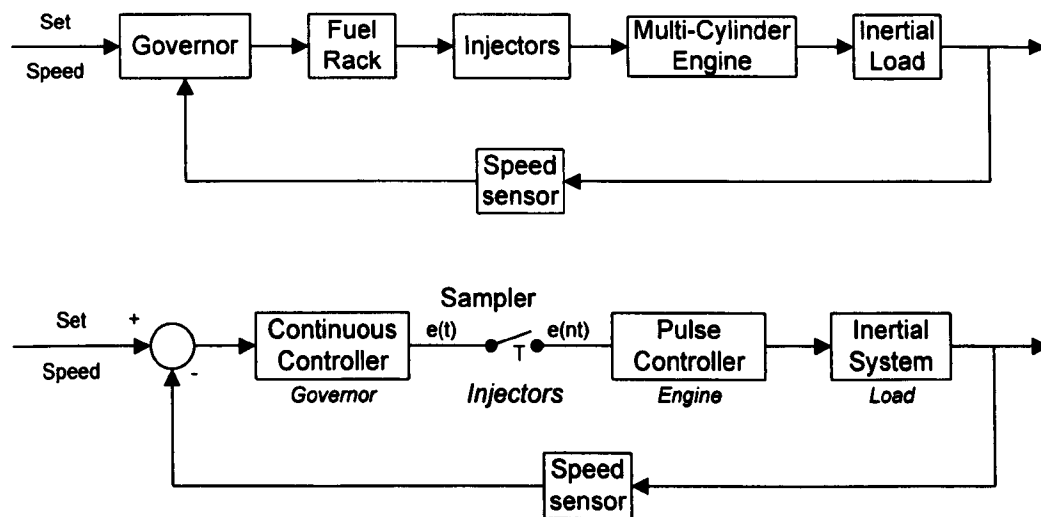 Set
Speed
Governor
Fuel
Rack
Injectors
Multi-Cylinder
Engine
Inertial
Load
Speed
sensor
Set
Speed
+
-
Continuous
Controller
Governor
Sampler
e(t)
e(nt)
T
Injectors
Pulse
Controller
Engine
Inertial
System
Load
Speed
sensor